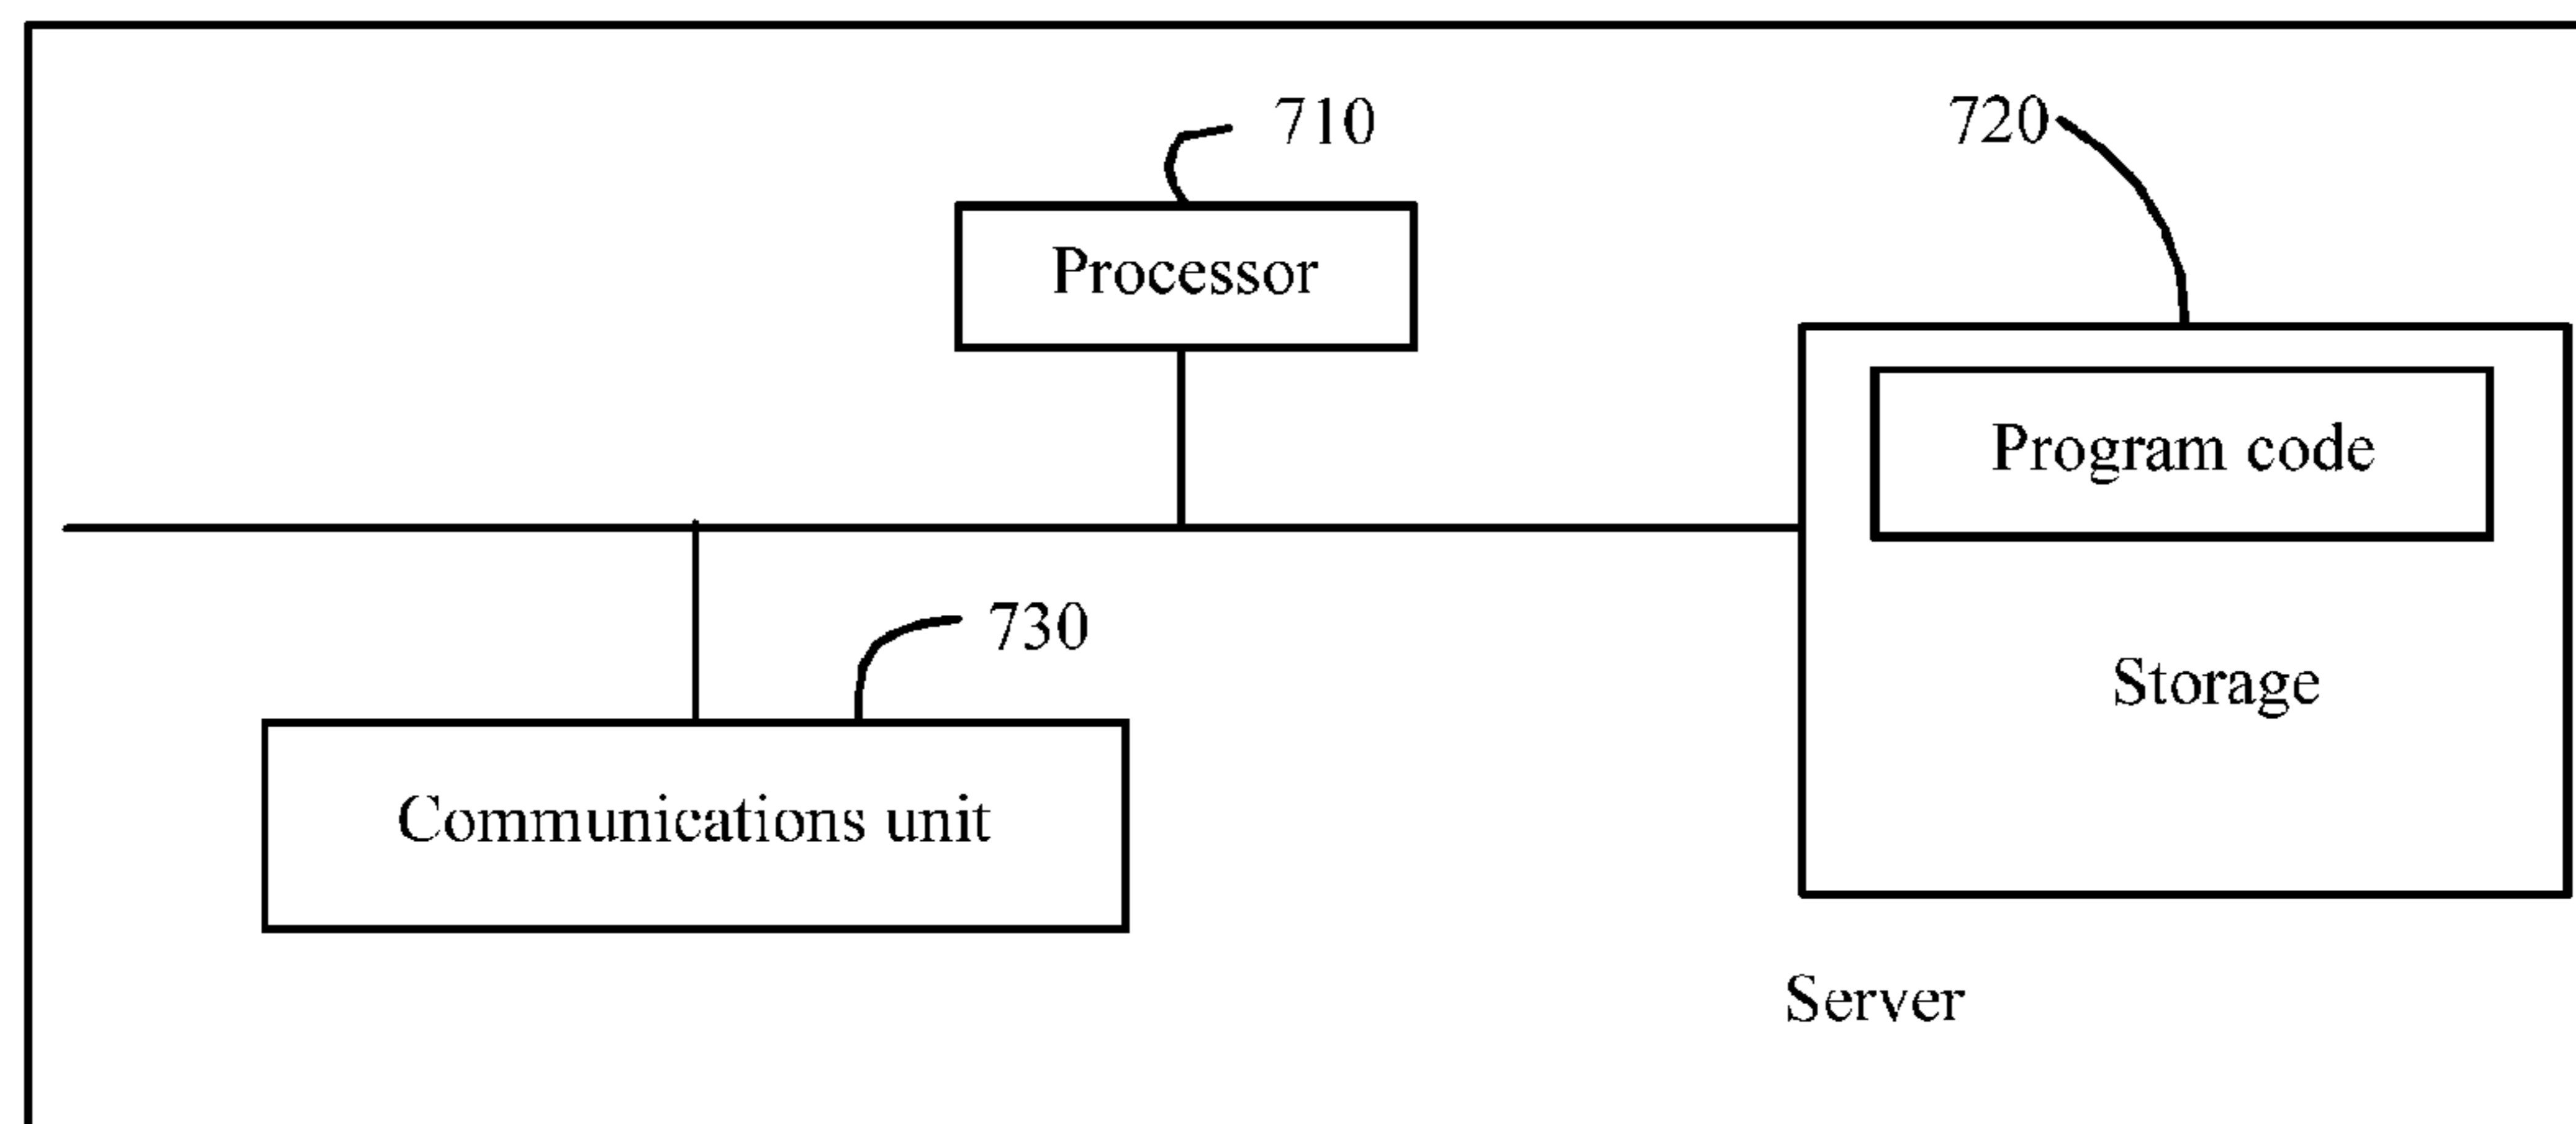 710
720
Processor
Program code
730
Storage
Communications unit
Server